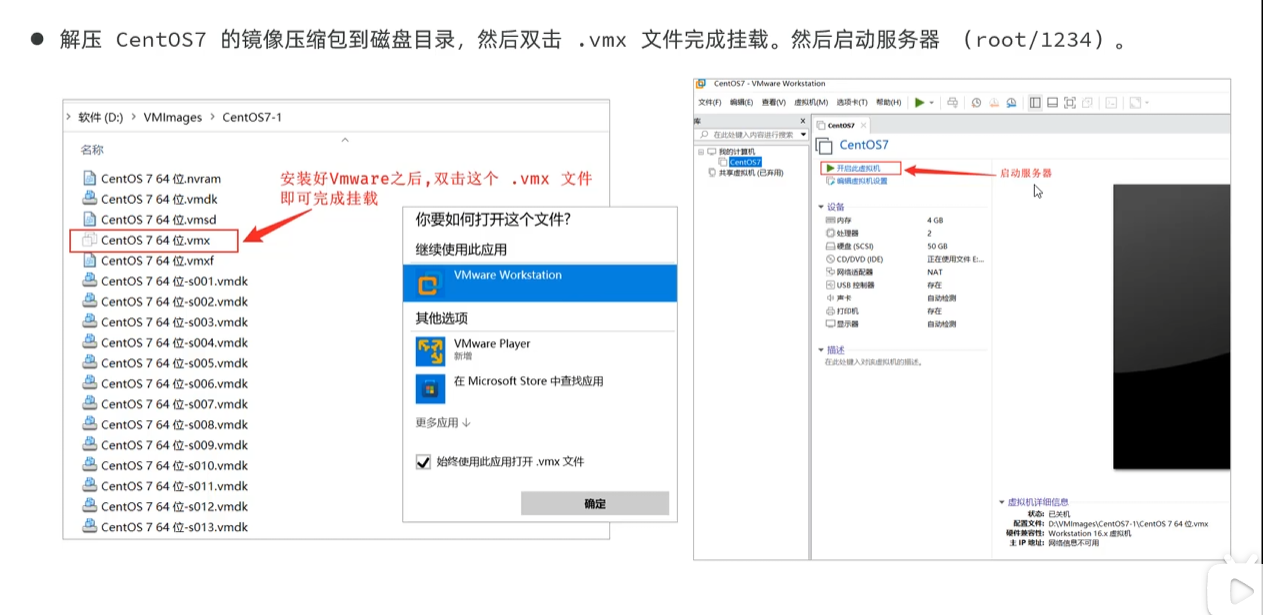 ● 解压 CentOS7 的镜像压缩包到磁盘目录，然后双击 .vmx 文件完成挂载。然后启动服务器 (root/1234) 。
> 软件 (D:) > VMImages > CentOS7-1
名称
CentOS 7 64 位.nvram
CentOS 7 64 位.vmdk
CentOS 7 64 位.vmsd
CentOS 7 64 位.vmx
CentOS 7 64 位.vmxf
CentOS 7 64 位-s001.vmdk
CentOS 7 64 位-s002.vmdk
CentOS 7 64 位-s003.vmdk
CentOS 7 64 位-s004.vmdk
CentOS 7 64 位-s005.vmdk
CentOS 7 64 位-s006.vmdk
CentOS 7 64 位-s007.vmdk
CentOS 7 64 位-s008.vmdk
CentOS 7 64 位-s009.vmdk
CentOS 7 64 位-s010.vmdk
CentOS 7 64 位-s011.vmdk
CentOS 7 64 位-s012.vmdk
CentOS 7 64 位-s013.vmdk
安装好Vmware之后,双击这个 .vmx 文件
即可完成挂载
你要如何打开这个文件?
继续使用此应用
VMware Workstation
其他选项
VMware Player
新增
在 Microsoft Store 中查找应用
更多应用 ↓
始终使用此应用打开 .vmx 文件
确定
CentOS7 - VMware Workstation
文件(F) 编辑(E) 查看(V) 虚拟机(M) 选项卡(T) 帮助(H)
库
在此处键入内容进行搜索
我的计算机
CentOS7
共享虚拟机 (已弃用)
CentOS7
CentOS7
开启此虚拟机
编辑虚拟机设置
启动服务器
设备
内存 4 GB
处理器 2
硬盘 (SCSI) 50 GB
CD/DVD (IDE) 正在使用文件 E:...
网络适配器 NAT
USB 控制器 存在
声卡 自动检测
打印机 存在
显示器 自动检测
描述
在此处键入对该虚拟机的描述。
虚拟机详细信息
状态: 已关机
配置文件: D:\VMImages\CentOS7-1\CentOS 7 64 位.vmx
硬件兼容性: Workstation 16.x 虚拟机
主 IP 地址: 网络信息不可用